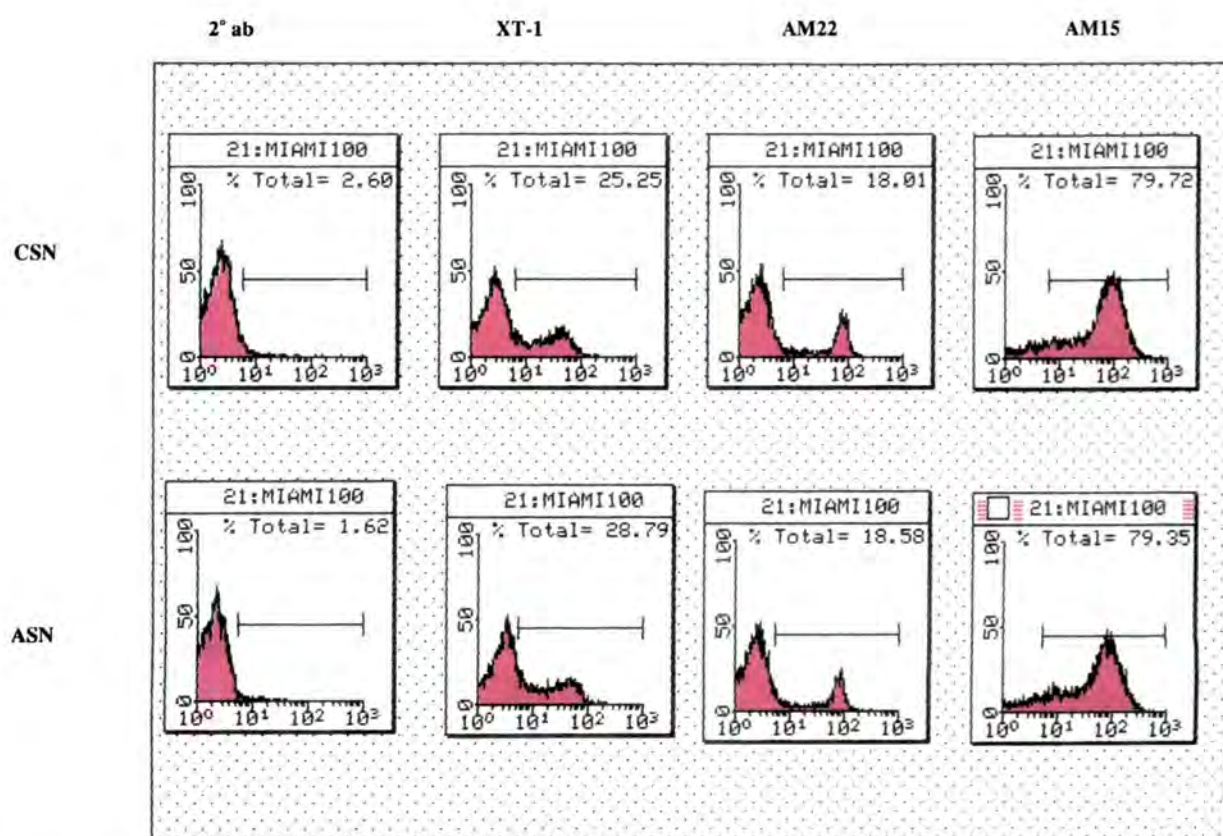 2° ab XT-1 AM22 AM15
CSN
21:MIAMI100
% Total= 2.60
100
50
0
10⁰ 10¹ 10² 10³
21:MIAMI100
% Total= 25.25
100
50
0
10⁰ 10¹ 10² 10³
21:MIAMI100
% Total= 18.01
100
50
0
10⁰ 10¹ 10² 10³
21:MIAMI100
% Total= 79.72
100
50
0
10⁰ 10¹ 10² 10³
ASN
21:MIAMI100
% Total= 1.62
100
50
0
10⁰ 10¹ 10² 10³
21:MIAMI100
% Total= 28.79
100
50
0
10⁰ 10¹ 10² 10³
21:MIAMI100
% Total= 18.58
100
50
0
10⁰ 10¹ 10² 10³
21:MIAMI100
% Total= 79.35
100
50
0
10⁰ 10¹ 10² 10³